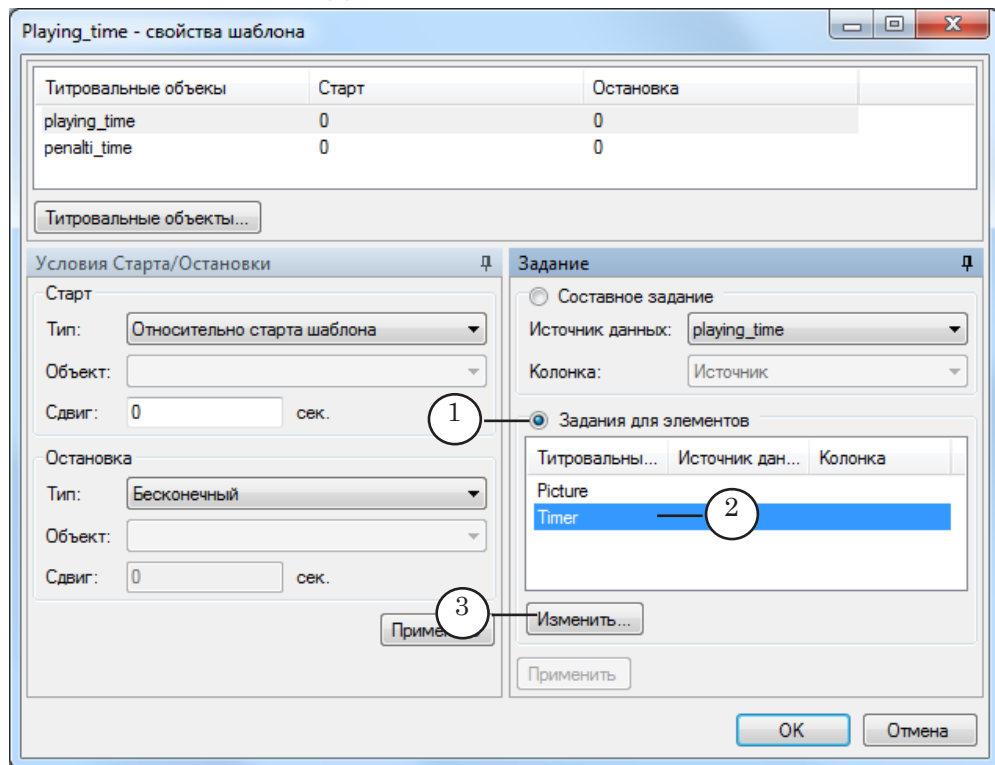 Playing_time - свойства шаблона
Титровальные объекы Старт Остановка
playing_time 0 0
penalti_time 0 0
Титровальные объекты...
Условия Старта/Остановки
Старт
Тип: Относительно старта шаблона
Объект:
Сдвиг: 0 сек.
Остановка
Тип: Бесконечный
Объект:
Сдвиг: 0 сек.
Задание
Составное задание
Источник данных: playing_time
Колонка: Источник
1
Задания для элементов
Титровальны... Источник дан... Колонка
Picture
Timer 2
3
Изменить...
Применить
OK Отмена